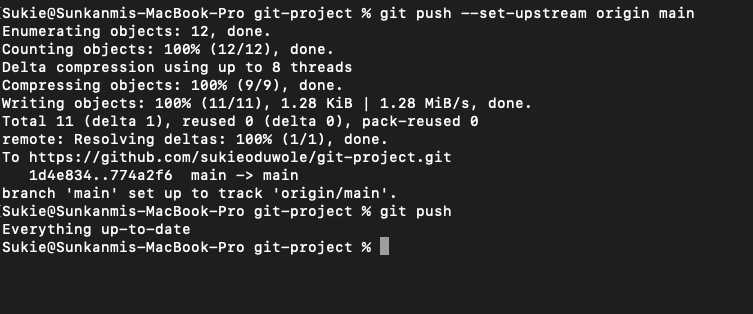 Sukie@Sunkanmis-MacBook-Pro git-project % git push --set-upstream origin main
Enumerating objects: 12, done.
Counting objects: 100% (12/12), done.
Delta compression using up to 8 threads
Compressing objects: 100% (9/9), done.
Writing objects: 100% (11/11), 1.28 KiB | 1.28 MiB/s, done.
Total 11 (delta 1), reused 0 (delta 0), pack-reused 0
remote: Resolving deltas: 100% (1/1), done.
To https://github.com/sukieoduwole/git-project.git
   1d4e834..774a2f6  main -> main
branch 'main' set up to track 'origin/main'.
Sukie@Sunkanmis-MacBook-Pro git-project % git push
Everything up-to-date
Sukie@Sunkanmis-MacBook-Pro git-project %